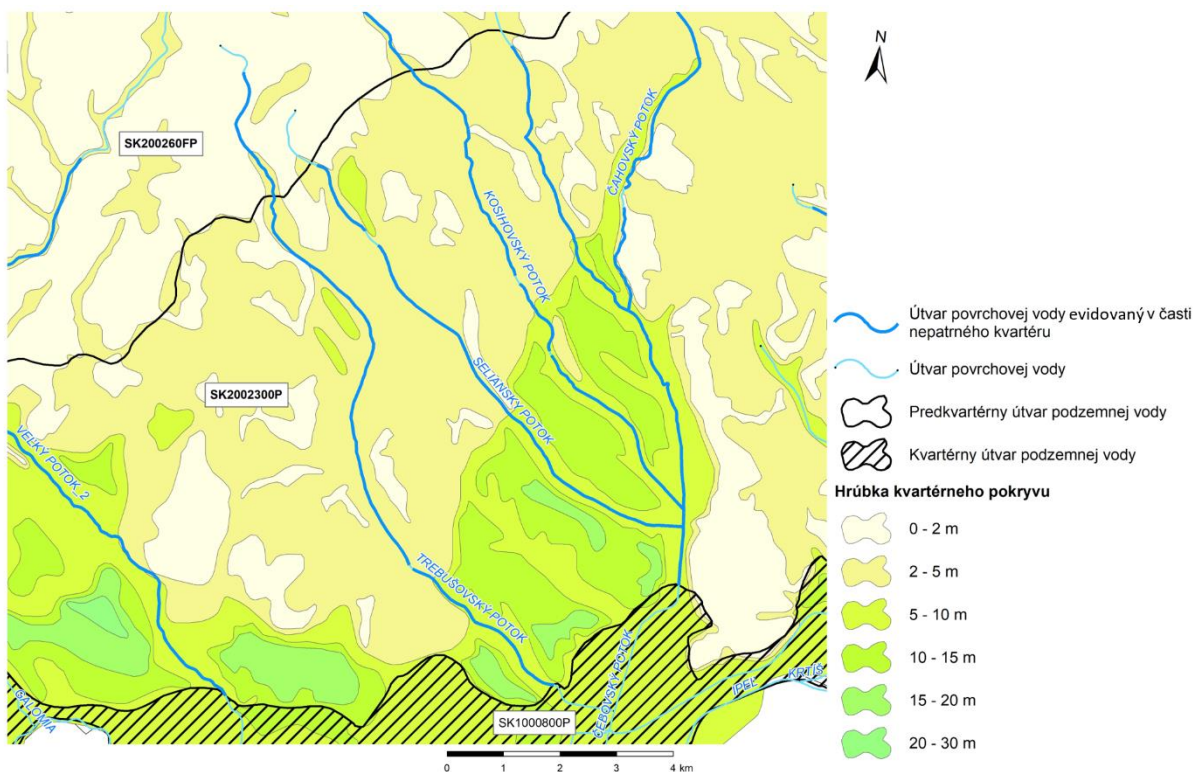 N
SK200260FP
ČAHOVSKÝ POTOK
KOSIHOVSKÝ POTOK
Útvar povrchovej vody evidovaný v časti
nepatrného kvartéru
Útvar povrchovej vody
SK2002300P
SELIANSKY POTOK
Predkvartérny útvar podzemnej vody
VEĽKÝ POTOK_2
Kvartérny útvar podzemnej vody
Hrúbka kvartérneho pokryvu
0 - 2 m
2 - 5 m
TREBUŠOVSKÝ POTOK
5 - 10 m
10 - 15 m
ČEBOVSKÝ POTOK
IPEĽ
KRTÍŠ
GALOMIA
SK1000800P
15 - 20 m
20 - 30 m
0 1 2 3 4 km